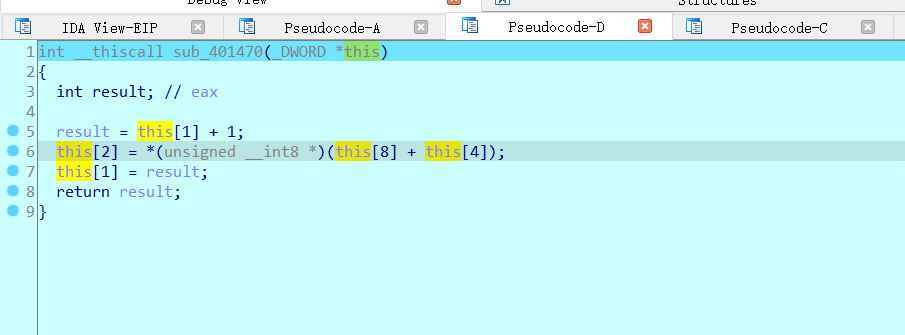 Debug View
Structures
IDA View-EIP
Pseudocode-A
Pseudocode-D
Pseudocode-C
1 int __thiscall sub_401470(_DWORD *this)
2 {
3   int result; // eax
4
5   result = this[1] + 1;
6   this[2] = *(unsigned __int8 *)(this[8] + this[4]);
7   this[1] = result;
8   return result;
9 }